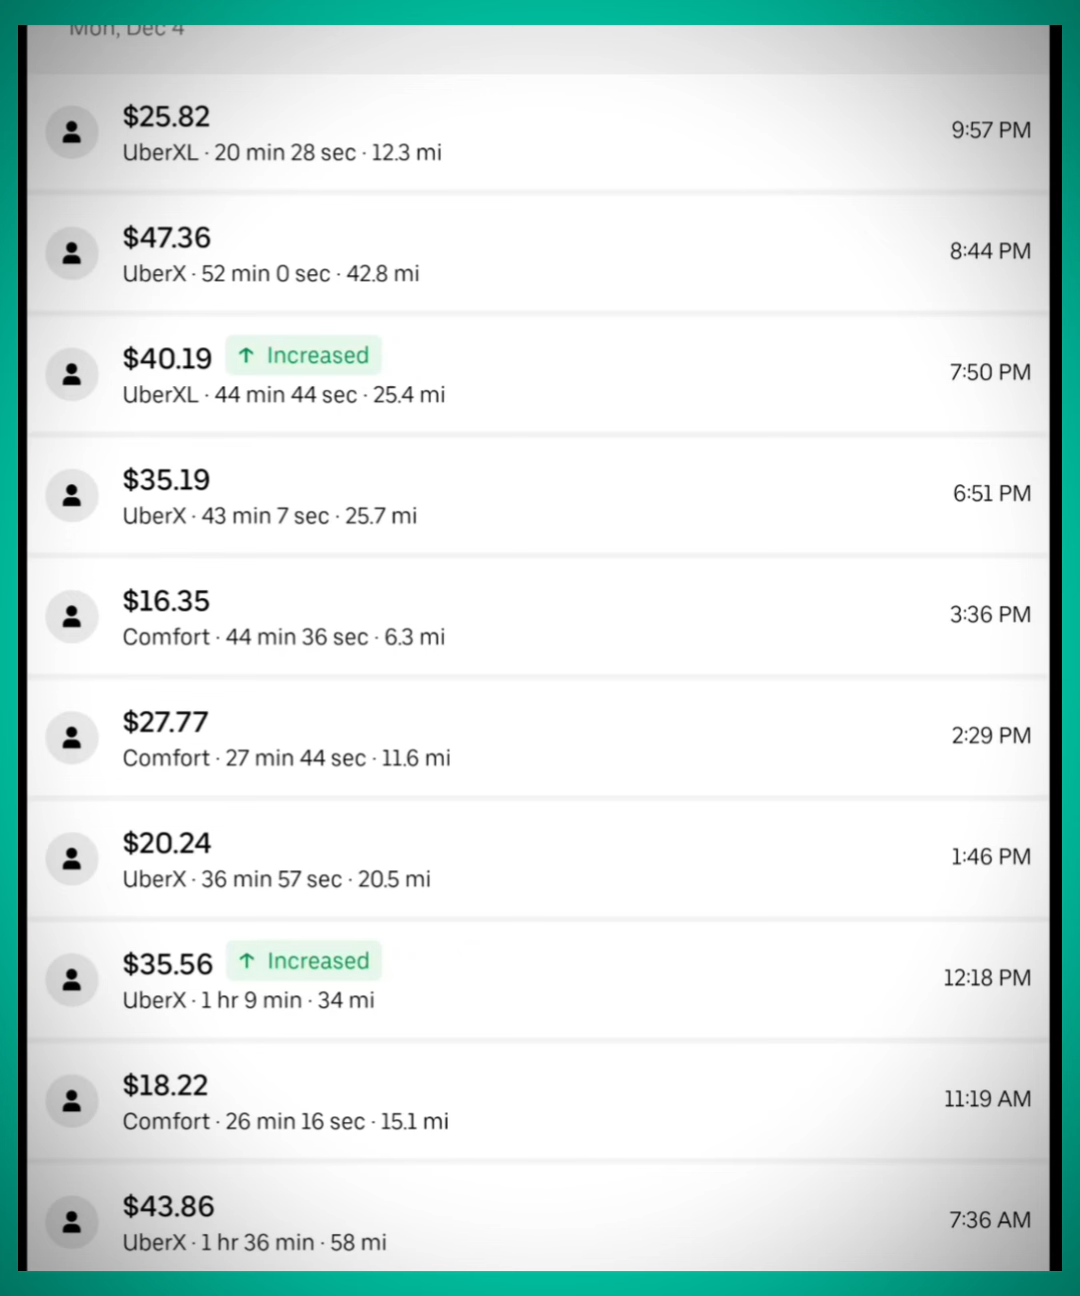 Mon, Dec 4
$25.82
UberXL · 20 min 28 sec · 12.3 mi
9:57 PM
$47.36
UberX · 52 min 0 sec · 42.8 mi
8:44 PM
$40.19 ↑ Increased
UberXL · 44 min 44 sec · 25.4 mi
7:50 PM
$35.19
UberX · 43 min 7 sec · 25.7 mi
6:51 PM
$16.35
Comfort · 44 min 36 sec · 6.3 mi
3:36 PM
$27.77
Comfort · 27 min 44 sec · 11.6 mi
2:29 PM
$20.24
UberX · 36 min 57 sec · 20.5 mi
1:46 PM
$35.56 ↑ Increased
UberX · 1 hr 9 min · 34 mi
12:18 PM
$18.22
Comfort · 26 min 16 sec · 15.1 mi
11:19 AM
$43.86
UberX · 1 hr 36 min · 58 mi
7:36 AM